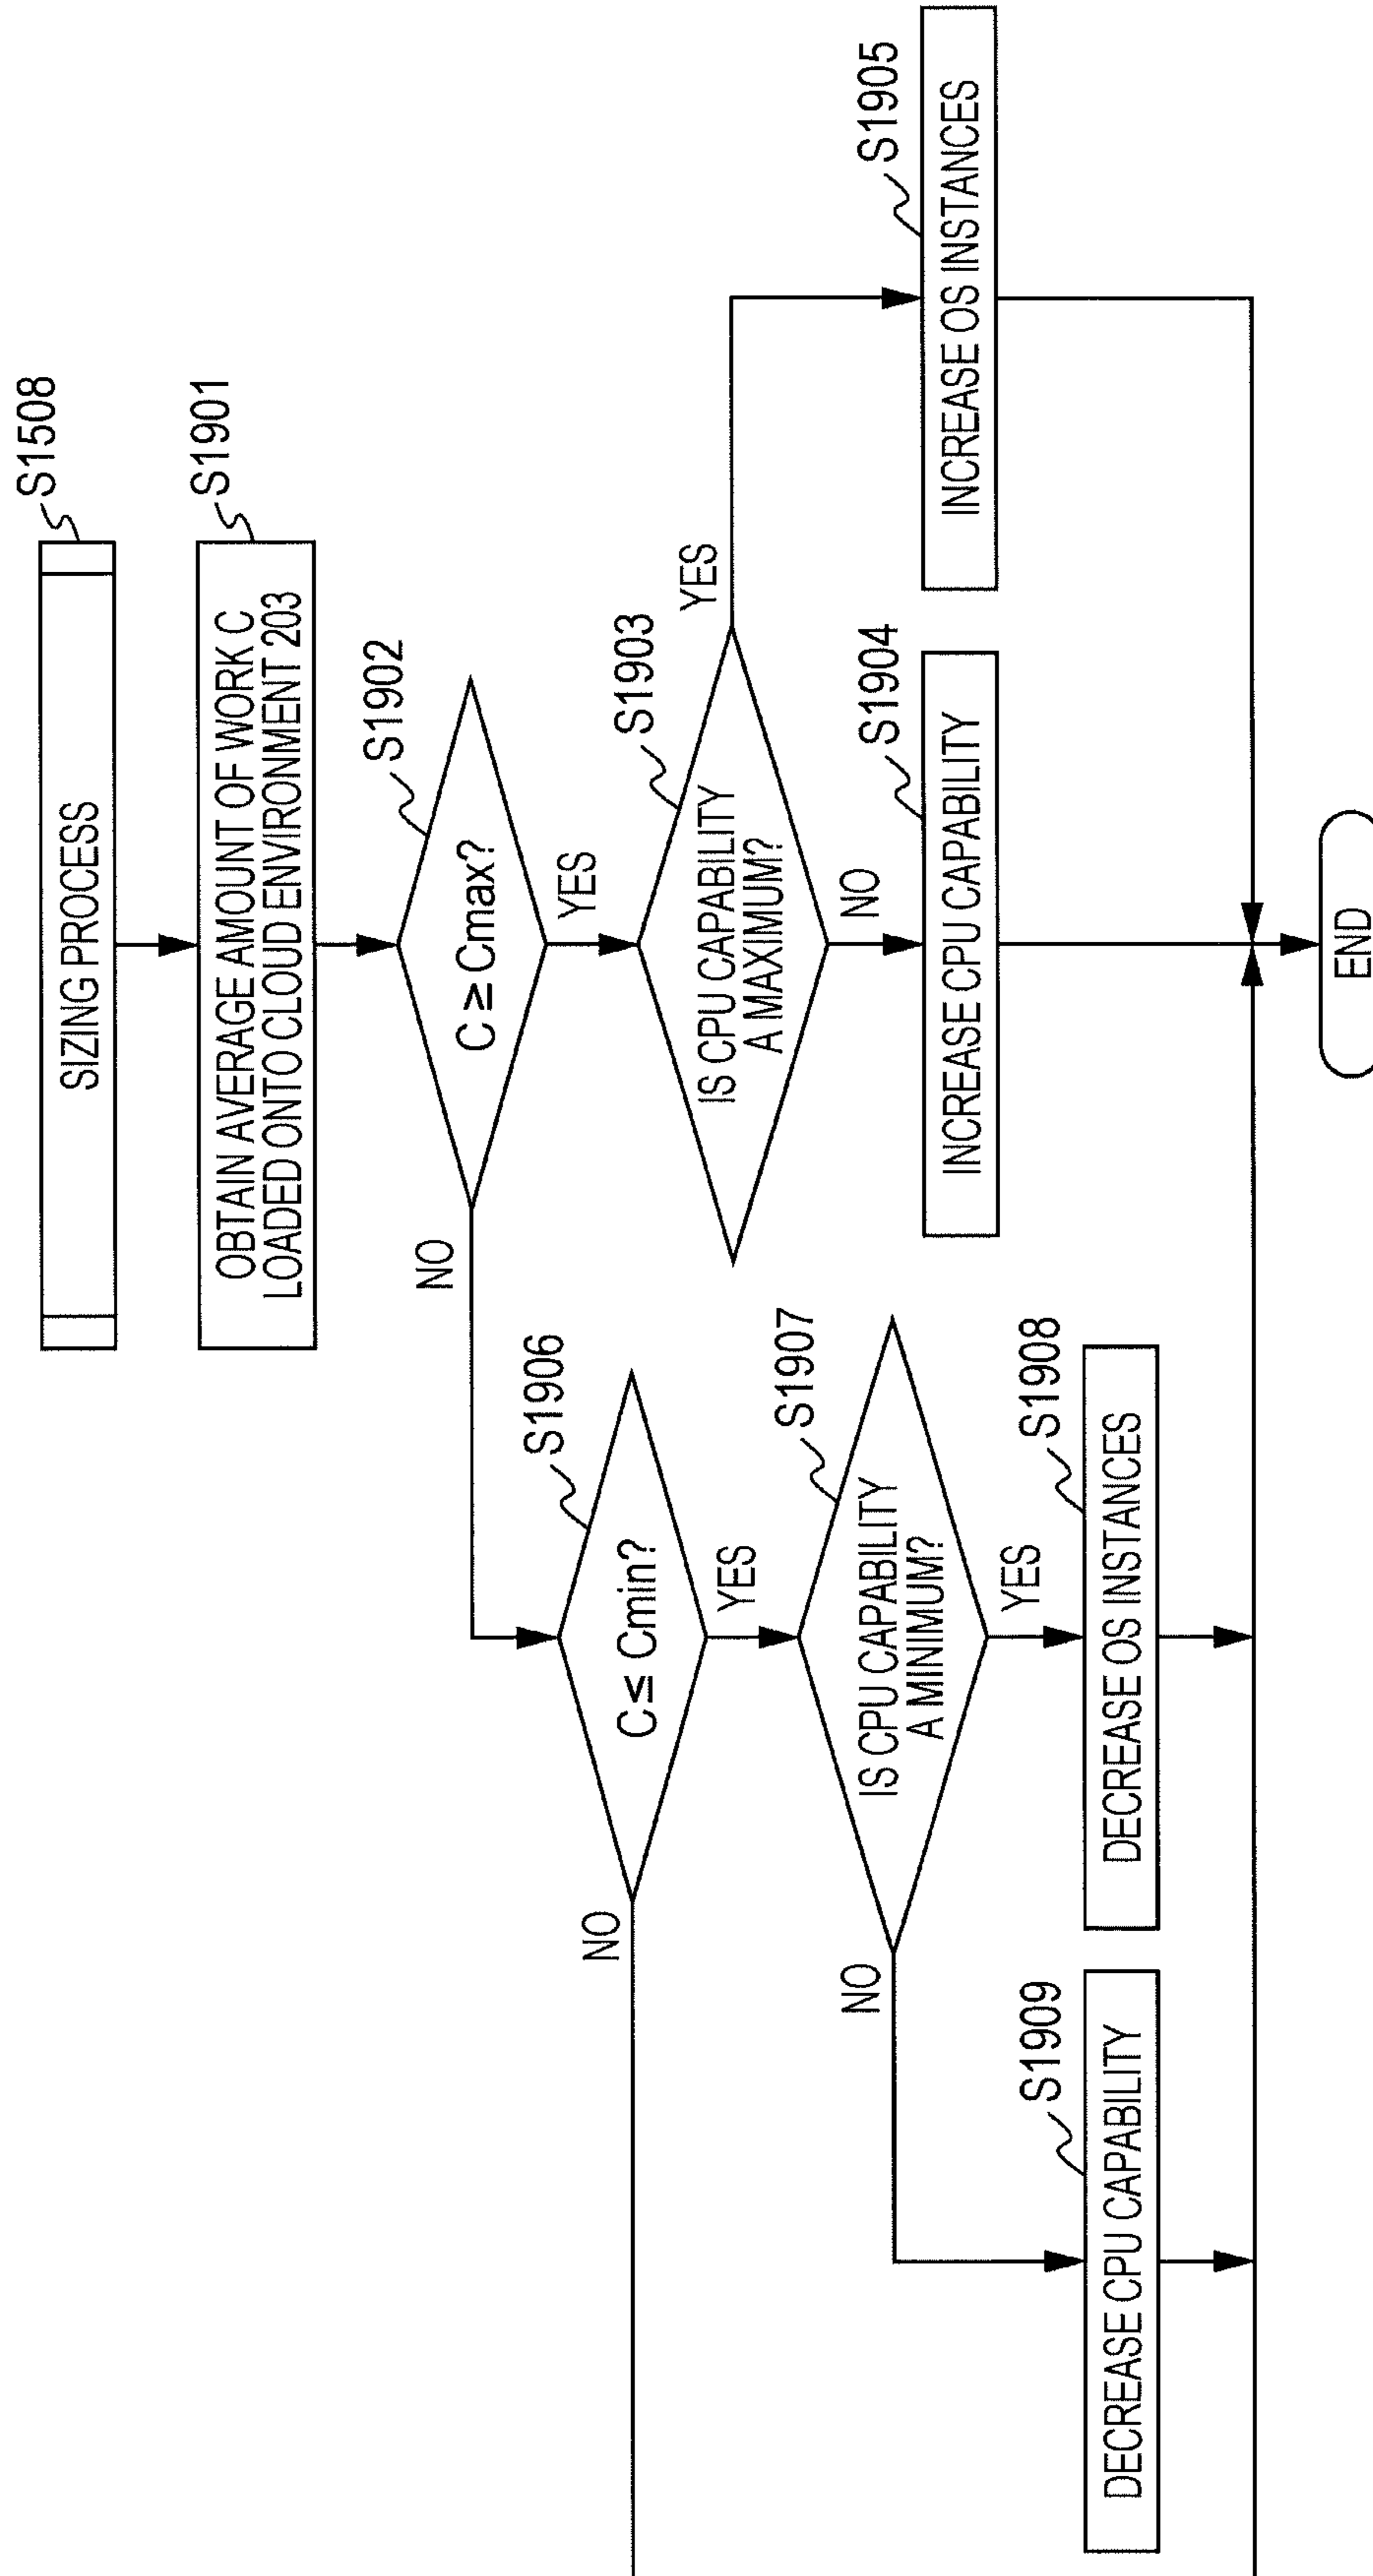 SIZING PROCESS
S1508
OBTAIN AVERAGE AMOUNT OF WORK C
LOADED ONTO CLOUD ENVIRONMENT 203
S1901
C ≥ Cmax?
S1902
NO
YES
IS CPU CAPABILITY
A MAXIMUM?
S1903
YES
NO
INCREASE CPU CAPABILITY
S1904
INCREASE OS INSTANCES
S1905
C ≤ Cmin?
S1906
NO
YES
IS CPU CAPABILITY
A MINIMUM?
S1907
NO
YES
DECREASE OS INSTANCES
S1908
DECREASE CPU CAPABILITY
S1909
END